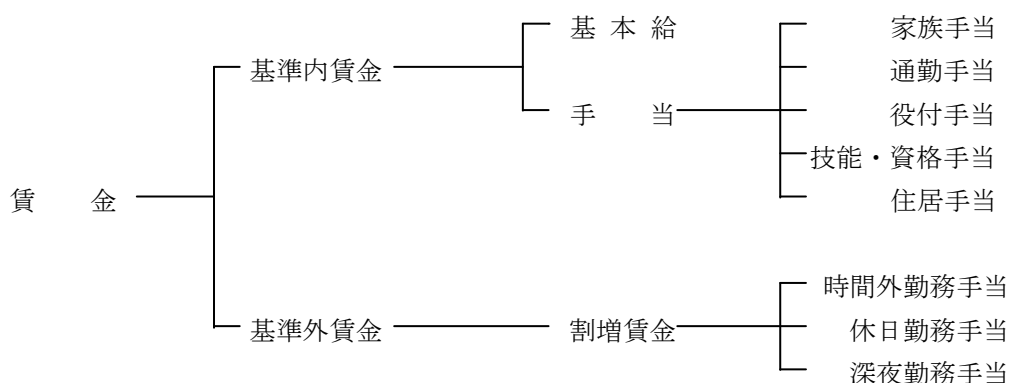 基 本 給
家族手当
基準内賃金
通勤手当
手 当
役付手当
技能・資格手当
賃 金
住居手当
時間外勤務手当
基準外賃金
割増賃金
休日勤務手当
深夜勤務手当